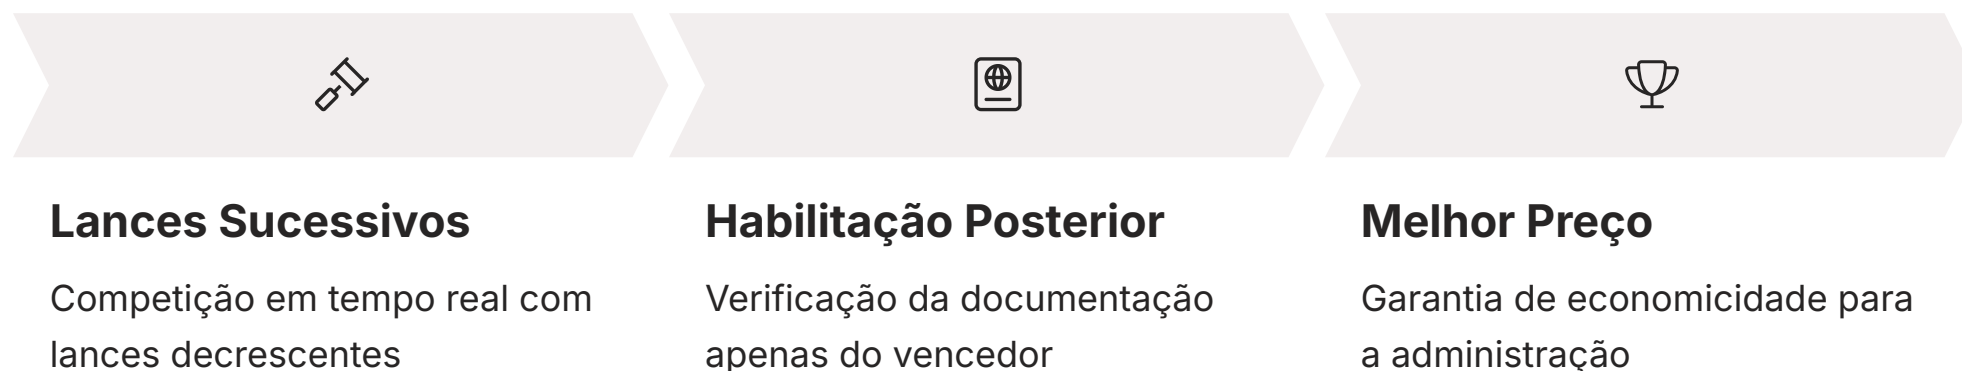 Lances Sucessivos
Competição em tempo real com
lances decrescentes
Habilitação Posterior
Verificação da documentação
apenas do vencedor
Melhor Preço
Garantia de economicidade para
a administração